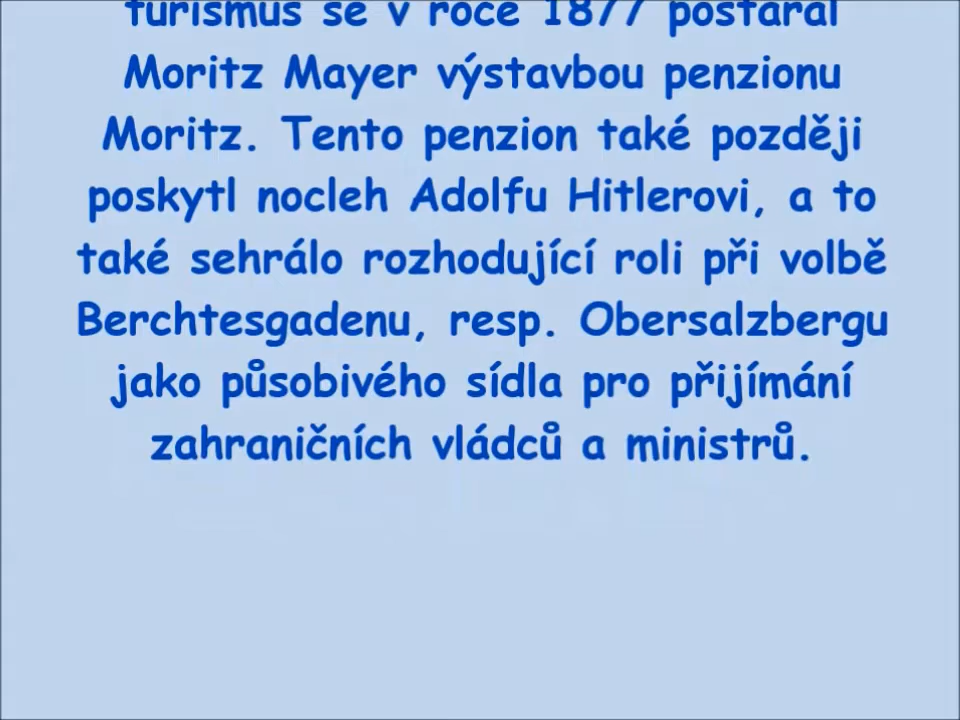 turismus se v roce 1877 postaral
Moritz Mayer výstavbou penzionu
Moritz. Tento penzion také později
poskytl nocleh Adolfu Hitlerovi, a to
také sehrálo rozhodující roli při volbě
Berchtesgadenu, resp. Obersalzbergu
jako působivého sídla pro přijímání
zahraničních vládců a ministrů.